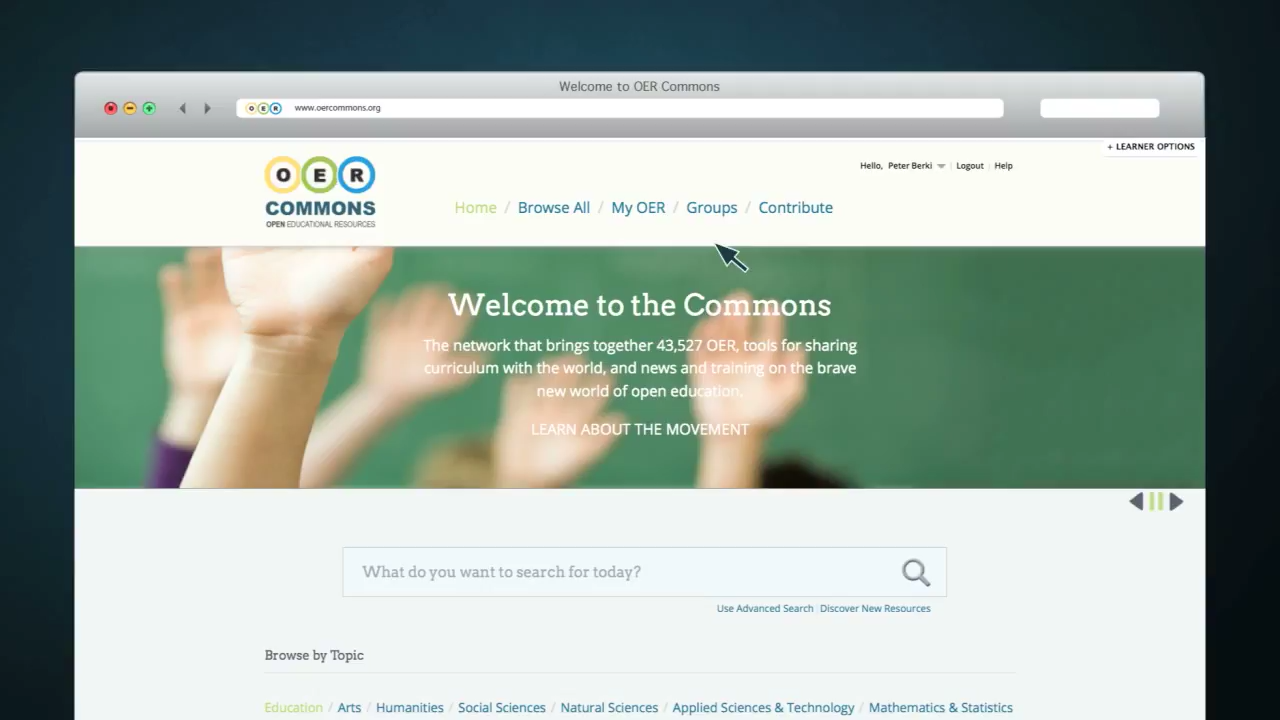 Welcome to OER Commons
O E R www.oercommons.org
+ LEARNER OPTIONS
Hello, Peter Berki | Logout | Help
O E R
COMMONS
OPEN EDUCATIONAL RESOURCES
Home / Browse All / My OER / Groups / Contribute
Welcome to the Commons
The network that brings together 43,527 OER, tools for sharing
curriculum with the world, and news and training on the brave
new world of open education.
LEARN ABOUT THE MOVEMENT
What do you want to search for today?
Use Advanced Search | Discover New Resources
Browse by Topic
Education / Arts / Humanities / Social Sciences / Natural Sciences / Applied Sciences & Technology / Mathematics & Statistics